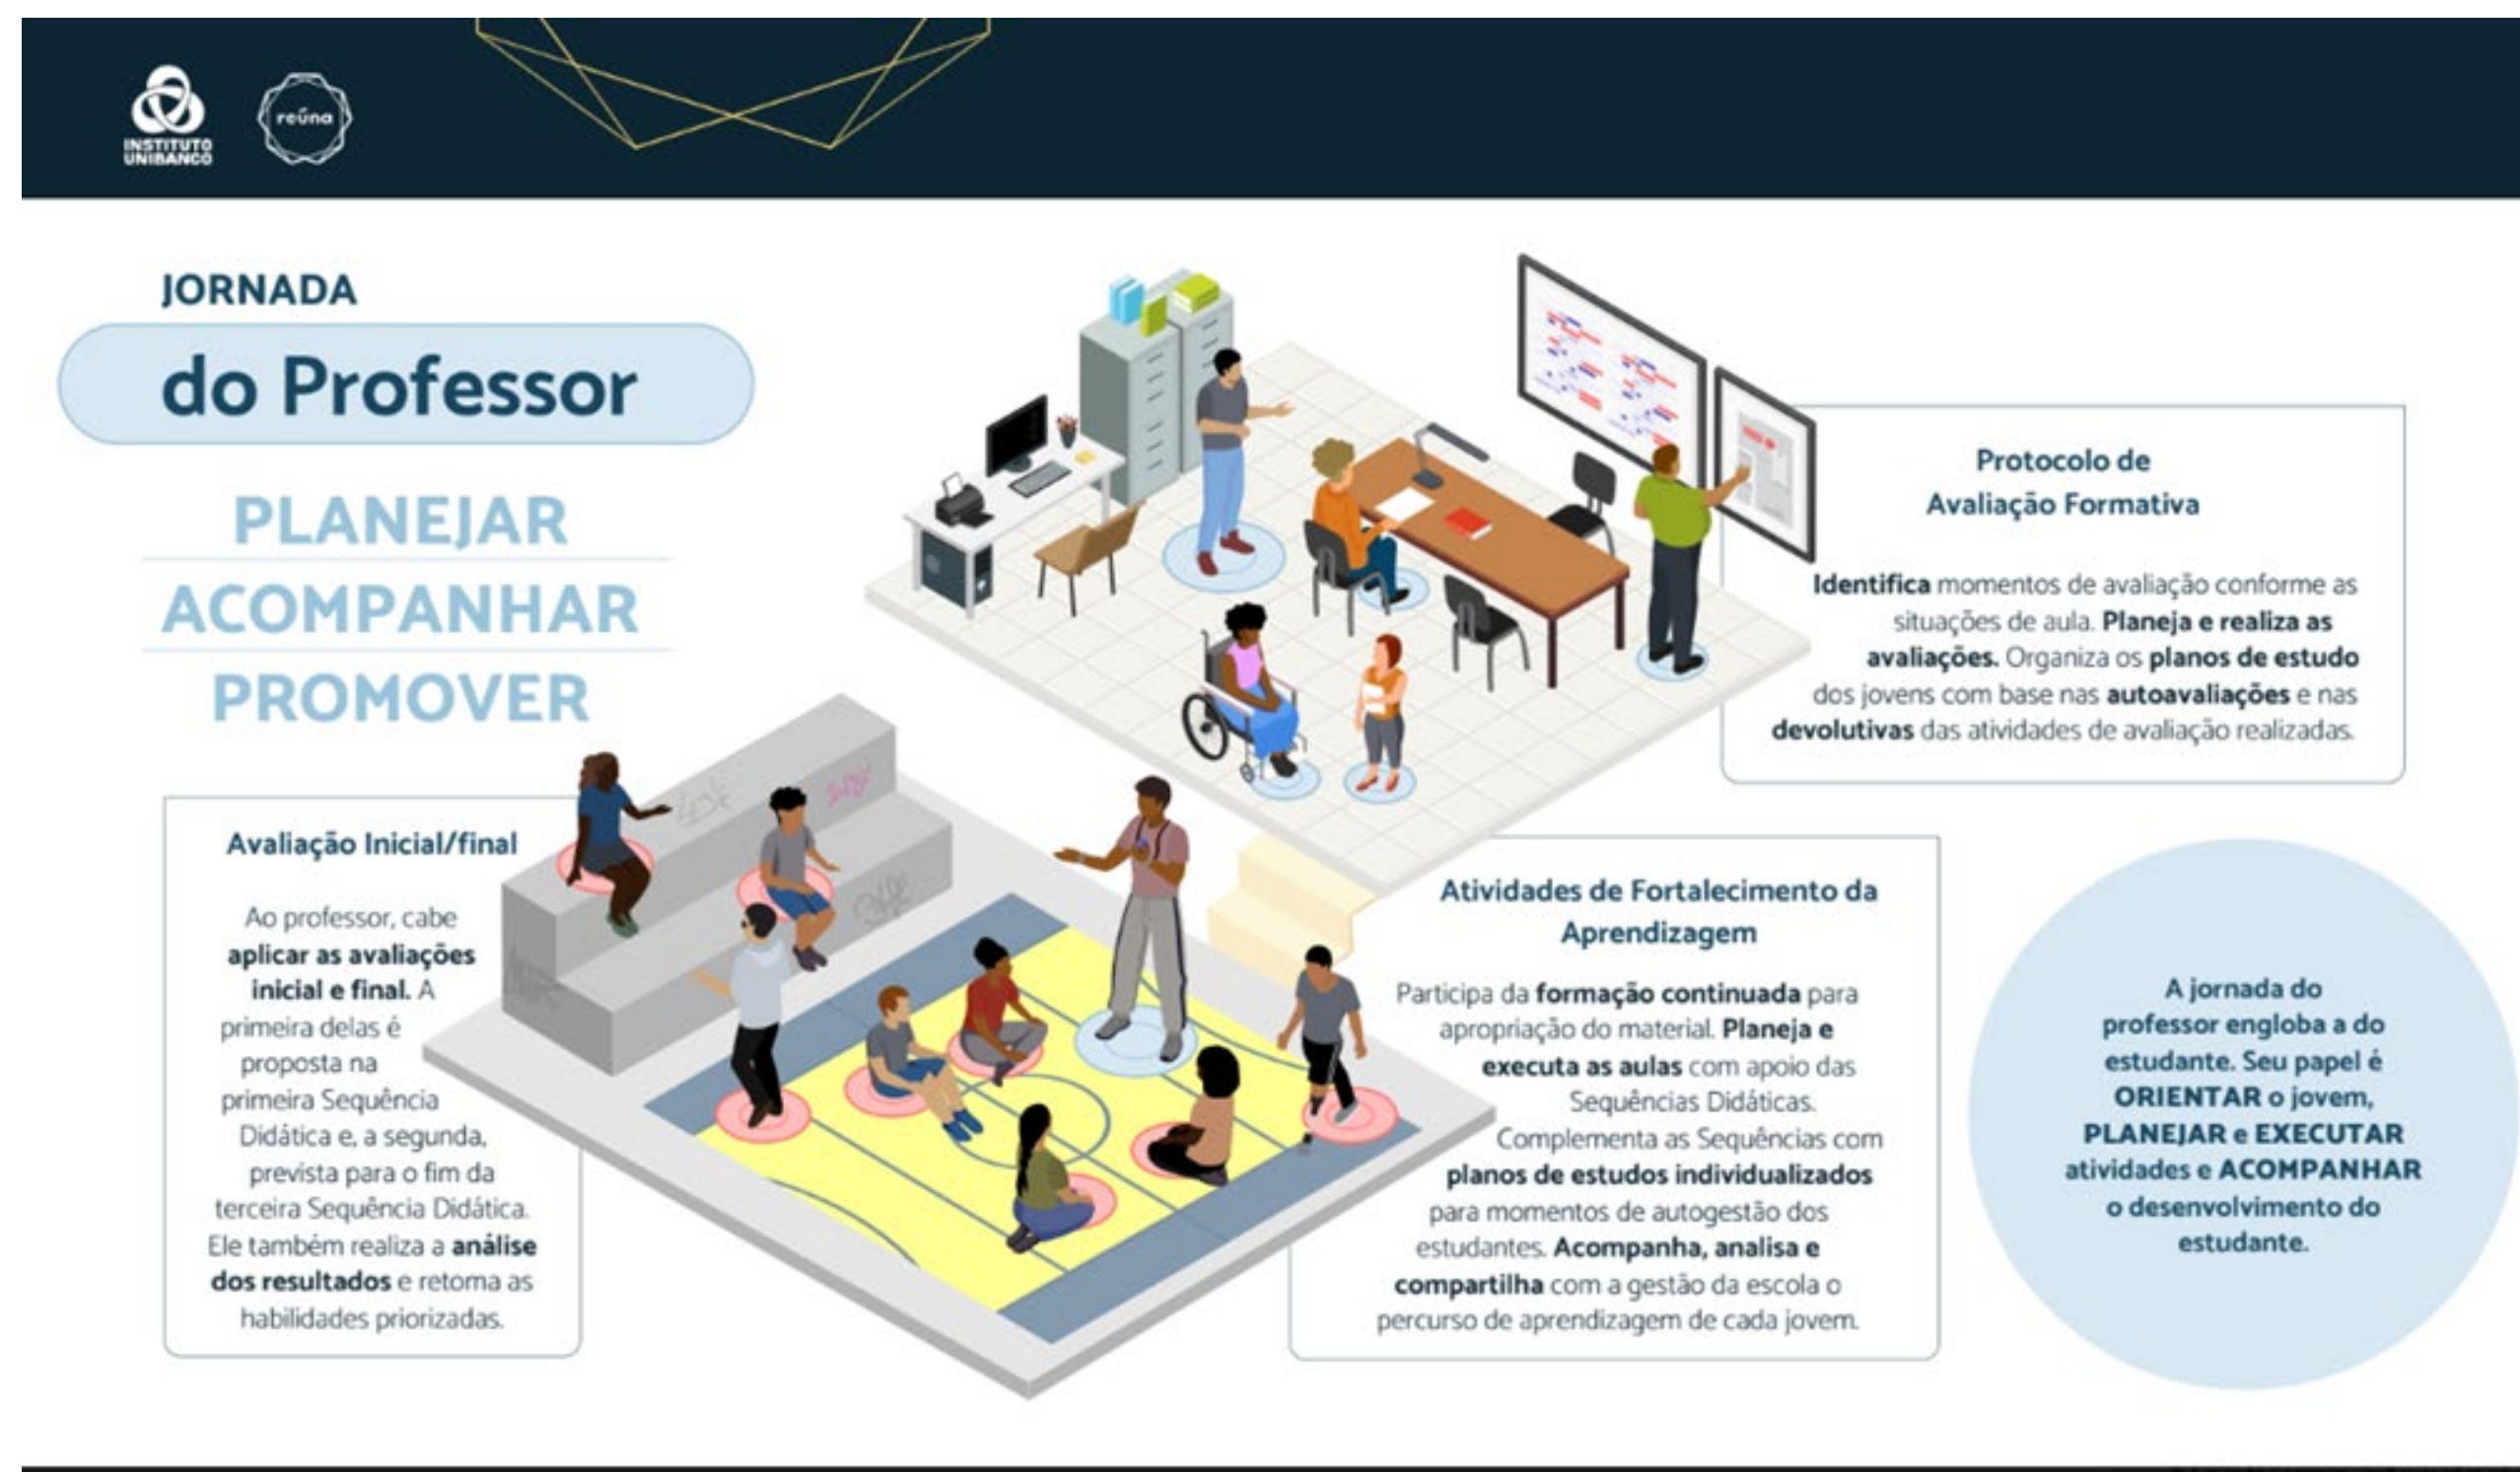 INSTITUTO
UNIBANCO
reúna
JORNADA
do Professor
PLANEJAR
ACOMPANHAR
PROMOVER
Protocolo de
Avaliação Formativa
Identifica momentos de avaliação conforme as
situações de aula. Planeja e realiza as
avaliações. Organiza os planos de estudo
dos jovens com base nas autoavaliações e nas
devolutivas das atividades de avaliação realizadas.
Avaliação Inicial/final
Ao professor, cabe
aplicar as avaliações
inicial e final. A
primeira delas é
proposta na
primeira Sequência
Didática e, a segunda,
prevista para o fim da
terceira Sequência Didática.
Ele também realiza a análise
dos resultados e retoma as
habilidades priorizadas.
Atividades de Fortalecimento da
Aprendizagem
Participa da formação continuada para
apropriação do material. Planeja e
executa as aulas com apoio das
Sequências Didáticas.
Complementa as Sequências com
planos de estudos individualizados
para momentos de autogestão dos
estudantes. Acompanha, analisa e
compartilha com a gestão da escola o
percurso de aprendizagem de cada jovem.
A jornada do
professor engloba a do
estudante. Seu papel é
ORIENTAR o jovem,
PLANEJAR e EXECUTAR
atividades e ACOMPANHAR
o desenvolvimento do
estudante.